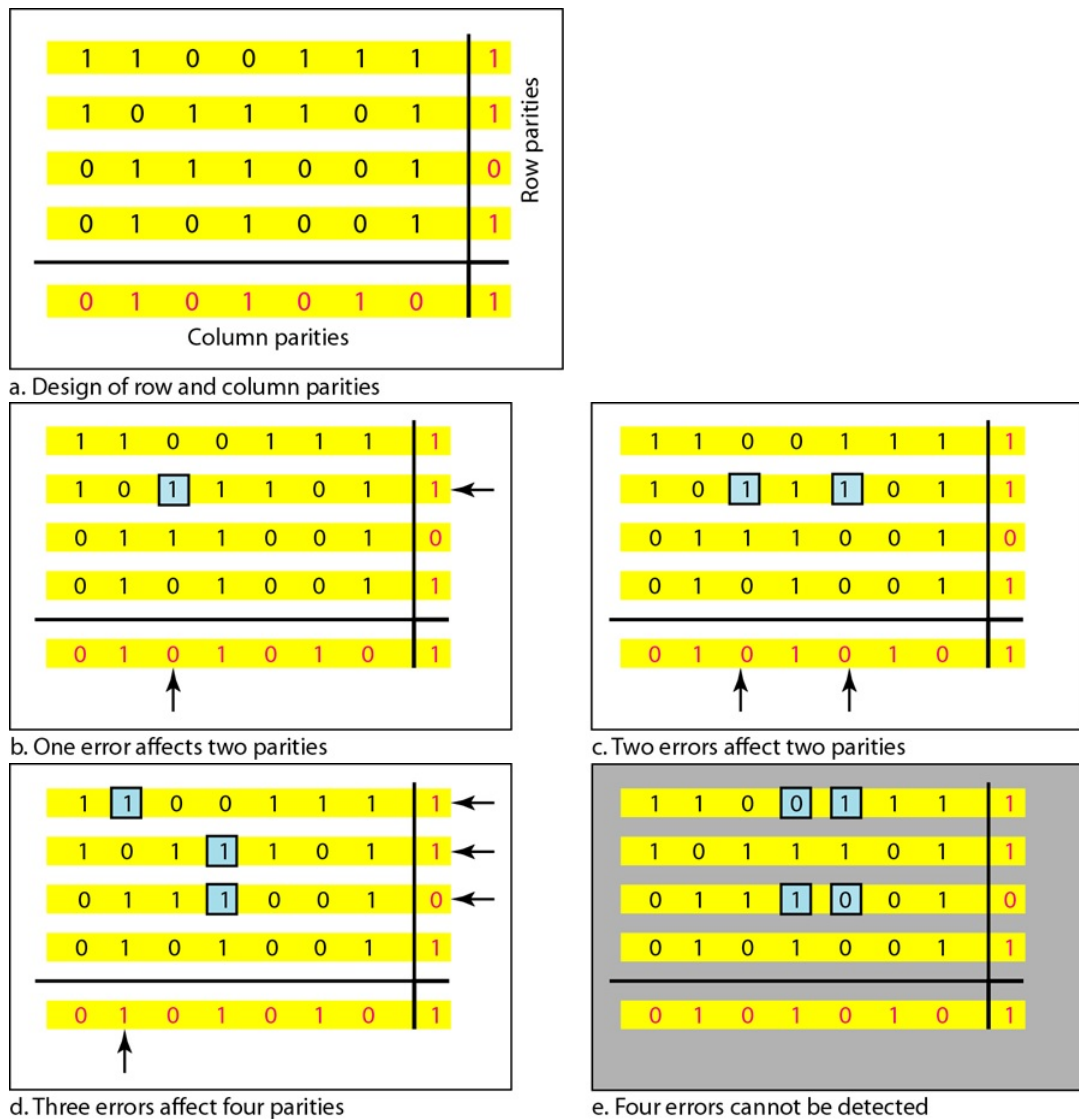 1 1 0 0 1 1 1 1
1 0 1 1 1 0 1 1
0 1 1 1 0 0 1 0
0 1 0 1 0 0 1 1
Row parities
0 1 0 1 0 1 0 1
Column parities
a. Design of row and column parities
1 1 0 0 1 1 1 1
1 0 1 1 1 0 1 1
0 1 1 1 0 0 1 0
0 1 0 1 0 0 1 1
0 1 0 1 0 1 0 1
b. One error affects two parities
1 1 0 0 1 1 1 1
1 0 1 1 1 0 1 1
0 1 1 1 0 0 1 0
0 1 0 1 0 0 1 1
0 1 0 1 0 1 0 1
c. Two errors affect two parities
1 1 0 0 1 1 1 1
1 0 1 1 1 0 1 1
0 1 1 1 0 0 1 0
0 1 0 1 0 0 1 1
0 1 0 1 0 1 0 1
d. Three errors affect four parities
1 1 0 0 1 1 1 1
1 0 1 1 1 0 1 1
0 1 1 1 0 0 1 0
0 1 0 1 0 0 1 1
0 1 0 1 0 1 0 1
e. Four errors cannot be detected